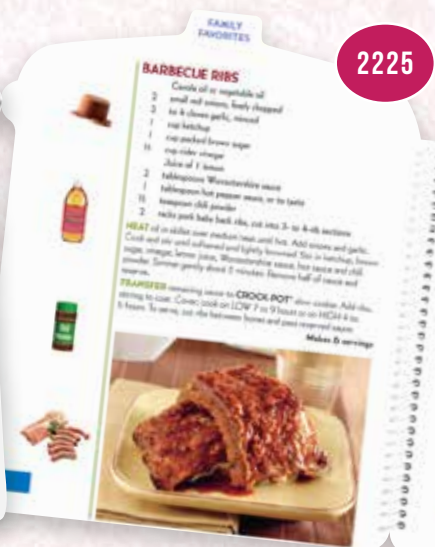 FAMILY
FAVORITES
2225
BARBECUE RIBS
Canola oil or vegetable oil
2 small red onions, finely chopped
3 to 4 cloves garlic, minced
1 cup ketchup
1 cup packed brown sugar
cup cider vinegar
Juice of 1 lemon
2 tablespoons Worcestershire sauce
1 tablespoon hot pepper sauce, or to taste
½ teaspoon chili powder
2 racks pork baby back ribs, cut into 3- to 4-rib sections
HEAT oil in skillet over medium heat until hot. Add onions and garlic.
Cook and stir until softened and lightly browned. Stir in ketchup, brown
sugar, vinegar, lemon juice, Worcestershire sauce, hot sauce and chili
powder. Simmer gently about 5 minutes. Remove half of sauce and
reserve.
TRANSFER remaining sauce to CROCK-POT® slow cooker. Add ribs,
stirring to coat. Cover; cook on LOW 7 to 9 hours or on HIGH 4 to
6 hours. To serve, cut ribs between bones and pass reserved sauce.
Makes 6 servings